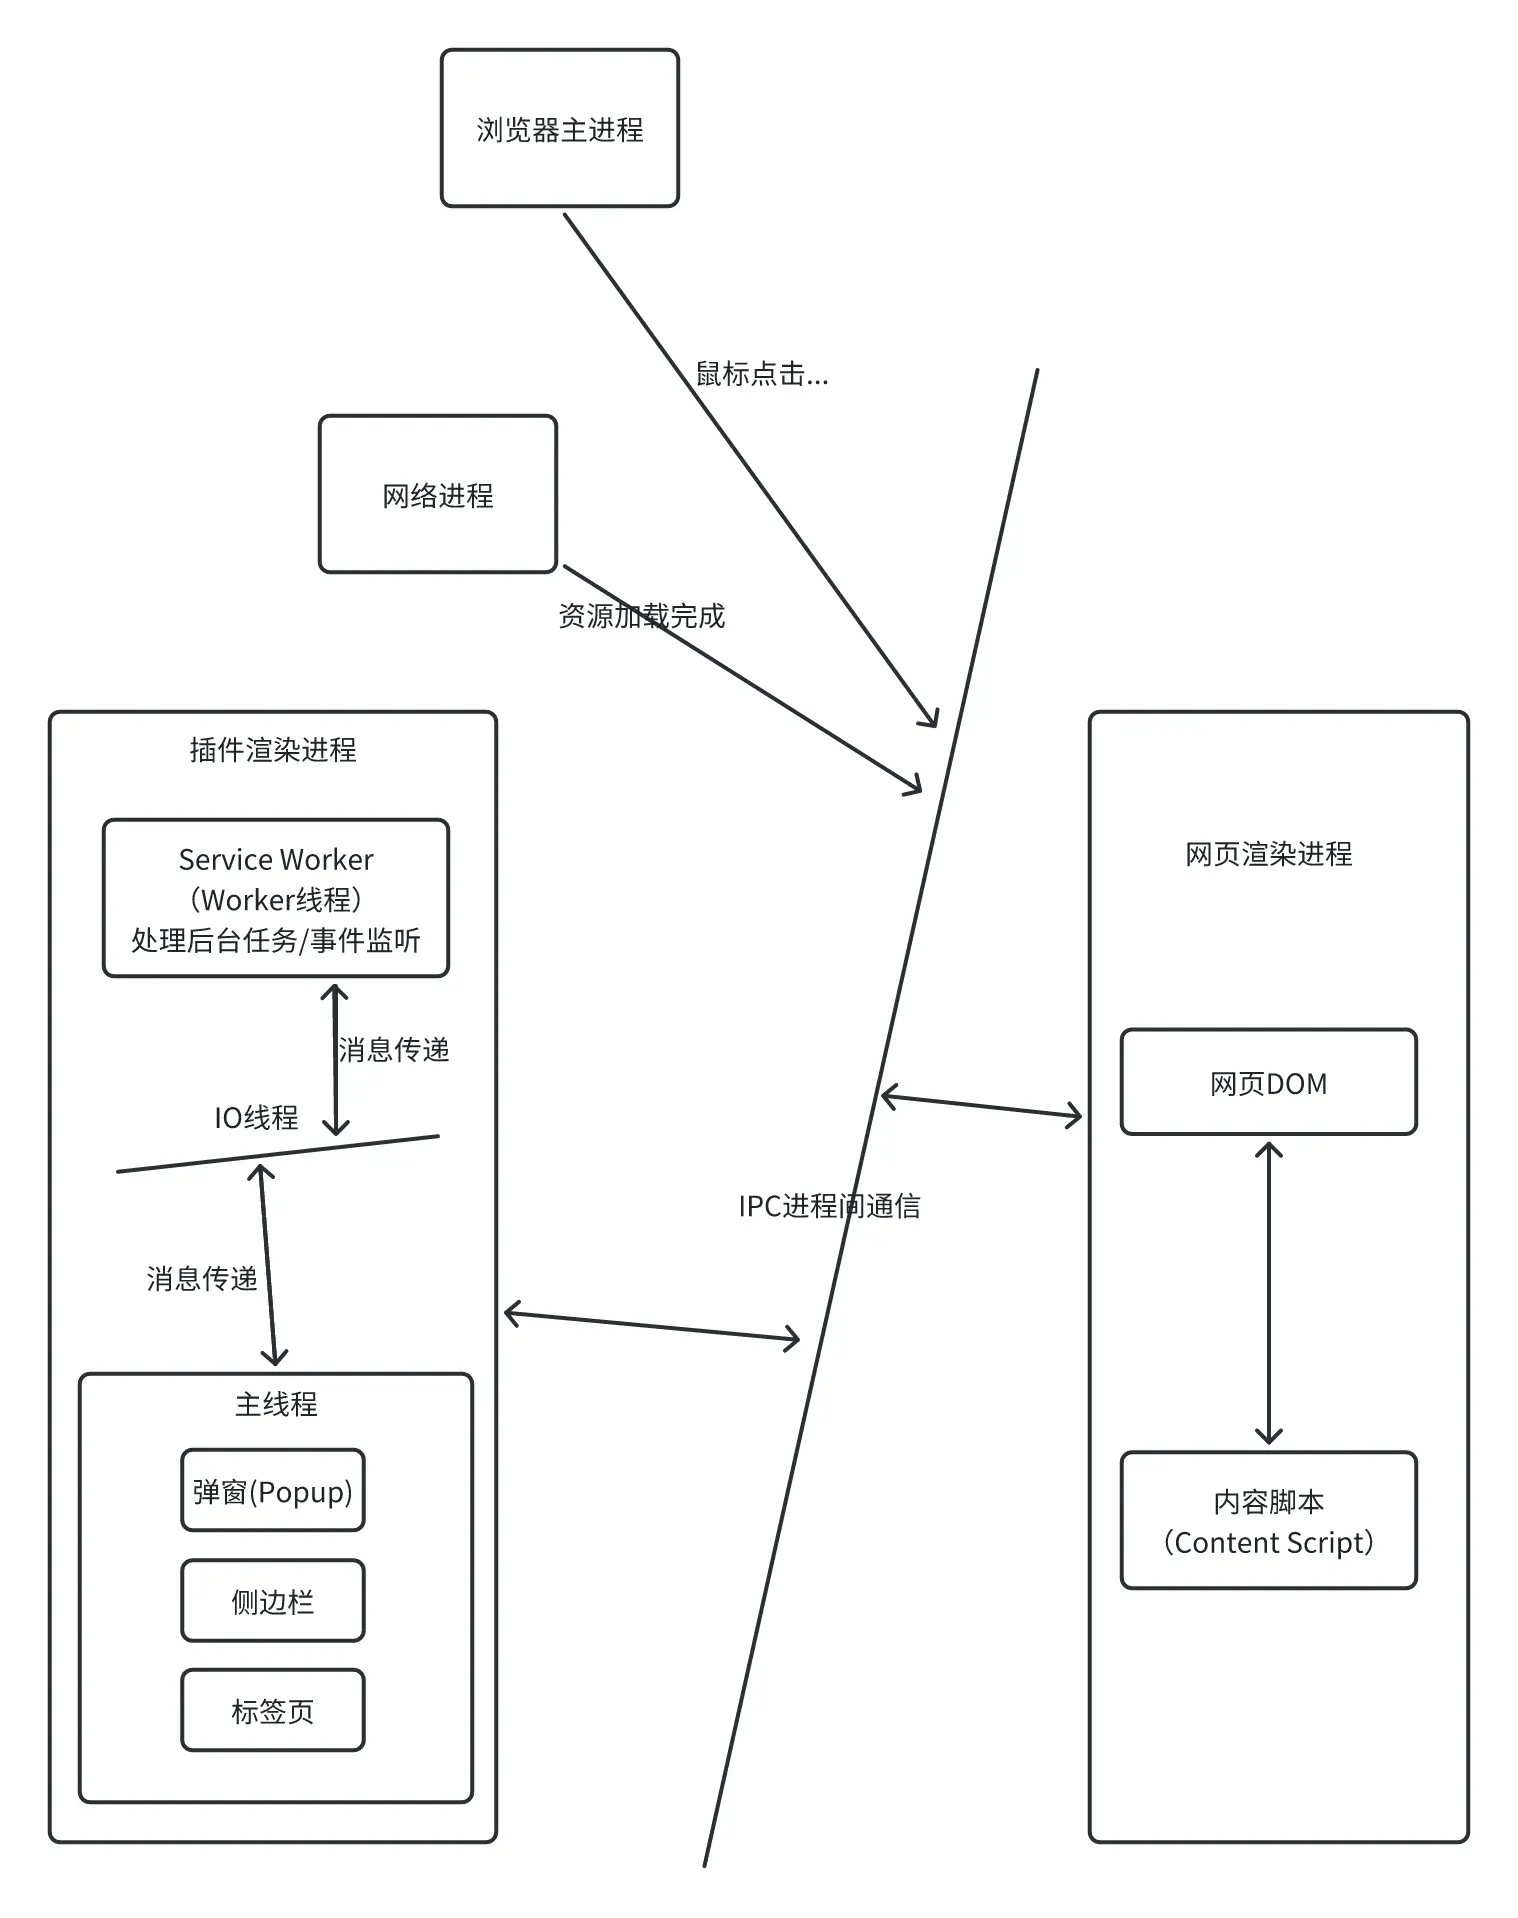 浏览器主进程
鼠标点击...
网络进程
资源加载完成
插件渲染进程
Service Worker
（Worker线程）
处理后台任务/事件监听
消息传递
IO线程
消息传递
主线程
弹窗(Popup)
侧边栏
标签页
IPC进程间通信
网页渲染进程
网页DOM
内容脚本
（Content Script）